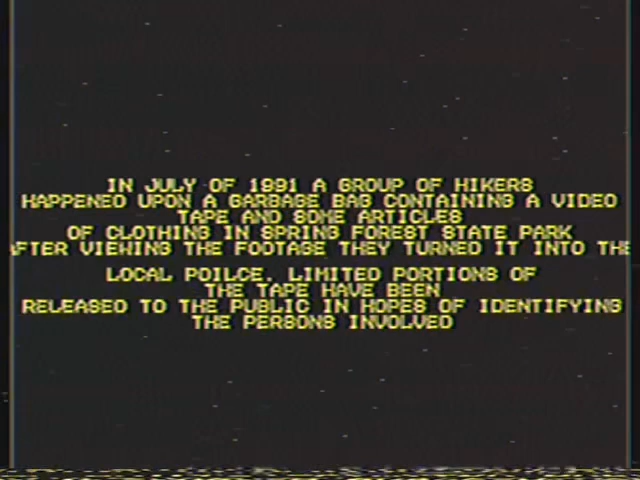 IN JULY OF 1991 A GROUP OF HIKERS
HAPPENED UPON A GARBAGE BAG CONTAINING A VIDEO
TAPE AND SOME ARTICLES
OF CLOTHING IN SPRING FOREST STATE PARK
AFTER VIEWING THE FOOTAGE THEY TURNED IT INTO THE
LOCAL POILCE. LIMITED PORTIONS OF
THE TAPE HAVE BEEN
RELEASED TO THE PUBLIC IN HOPES OF IDENTIFYING
THE PERSONS INVOLVED